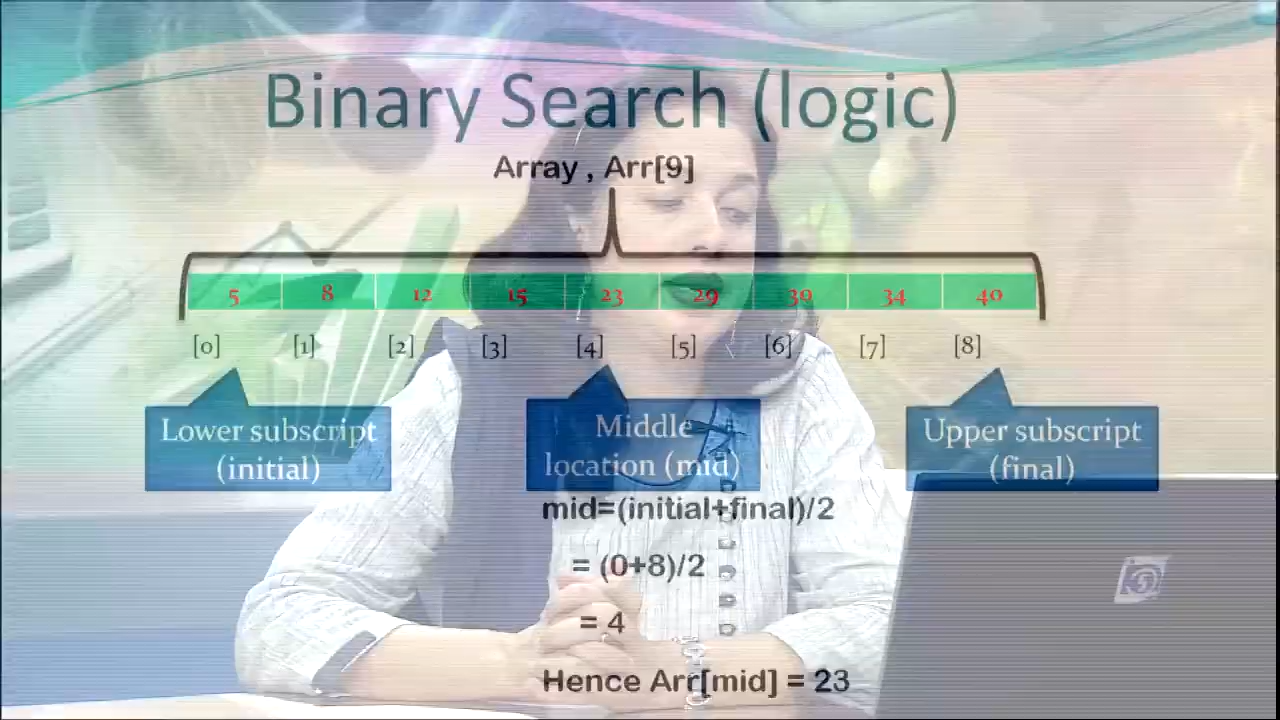 Binary Search (logic)
Array , Arr[9]
5 8 12 15 23 29 30 34 40
[0] [1] [2] [3] [4] [5] [6] [7] [8]
Lower subscript
(initial)
Middle
location (mid)
Upper subscript
(final)
mid=(initial+final)/2
= (0+8)/2
= 4
Hence Arr[mid] = 23